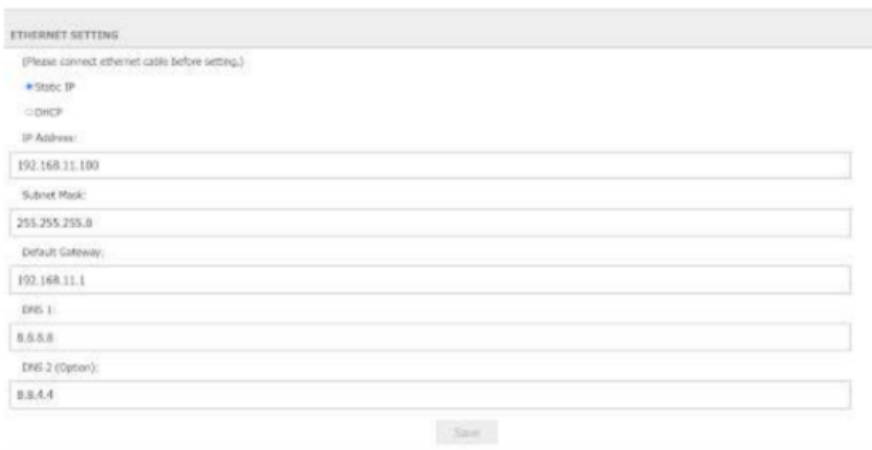 ETHERNET SETTING
(Please connect ethernet cable before setting.)
Static IP
DHCP
IP Address:
192.168.11.100
Subnet Mask:
255.255.255.0
Default Gateway:
192.168.11.1
DNS 1:
8.8.8.8
DNS 2 (Option):
8.8.4.4
Save